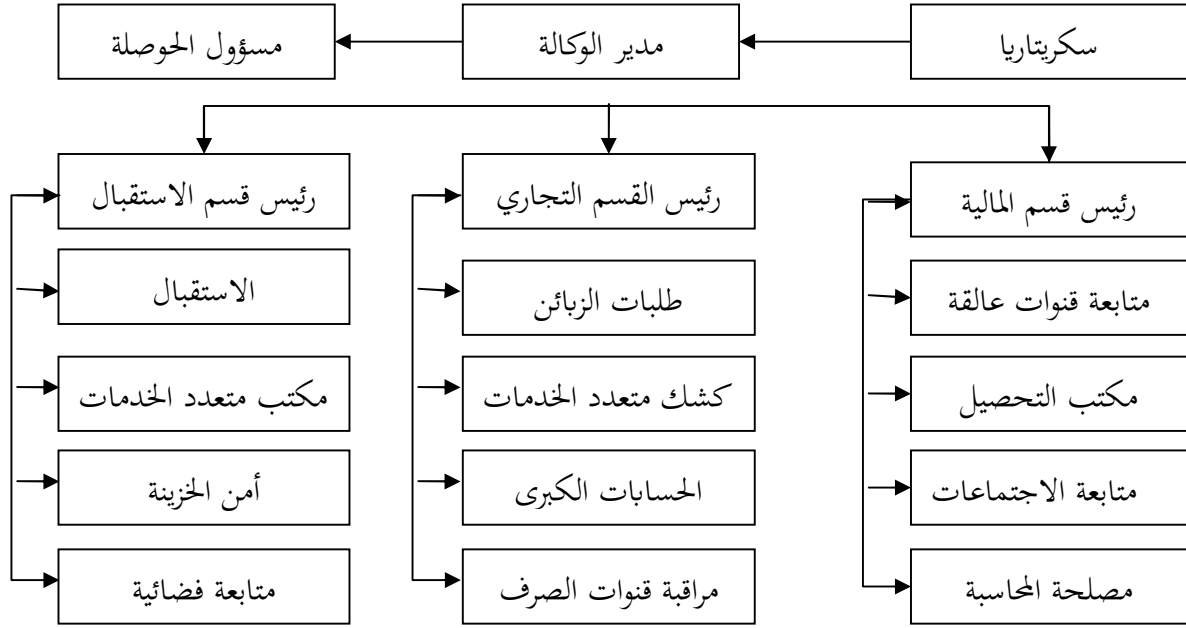 سكريتاريا
مدير الوكالة
مسؤول الحوصلة
رئيس قسم المالية
متابعة قنوات عالقة
مكتب التحصيل
متابعة الاجتماعات
مصلحة المحاسبة
رئيس القسم التجاري
طلبات الزبائن
كشك متعدد الخدمات
الحسابات الكبرى
مراقبة قنوات الصرف
رئيس قسم الاستقبال
الاستقبال
مكتب متعدد الخدمات
أمن الخزينة
متابعة فضائية